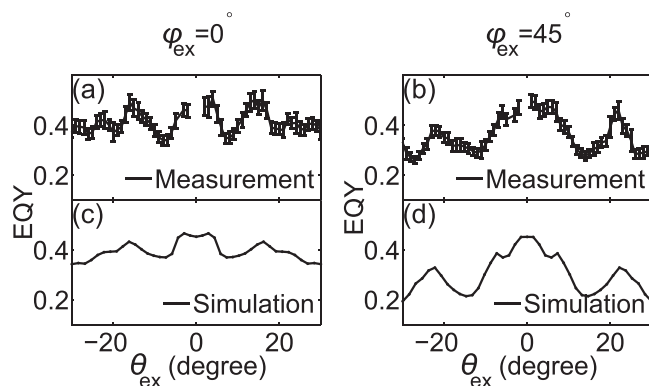 φex=0° φex=45°
(a) (b)
0.4 0.4
0.2 0.2
Measurement Measurement
EQY EQY
(c) (d)
0.4 0.4
0.2 0.2
Simulation Simulation
−20 0 20 −20 0 20
θex (degree) θex (degree)